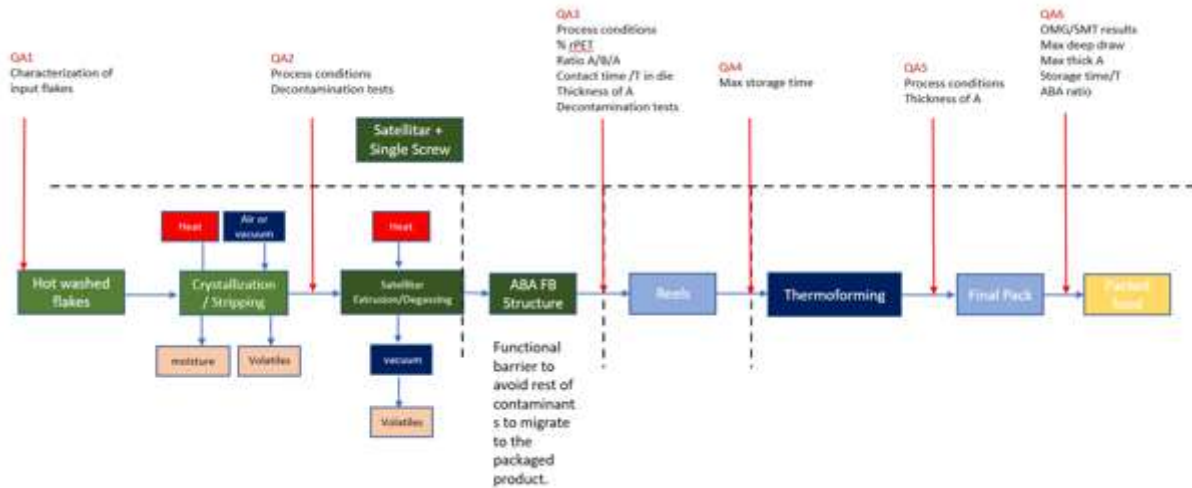 QA1
Characterization of
input flakes
QA2
Process conditions
Decontamination tests
QA3
Process conditions
% rPET
Ratio A/B/A
Contact time /T in die
Thickness of A
Decontamination tests
QA4
Max storage time
QA5
Process conditions
Thickness of A
QA6
OMG/SMT results
Max deep draw
Max thick A
Storage time/T
ABA ratio
Satellitar +
Single Screw
Heat
Air or
vacuum
Heat
Hot washed
flakes
Crystallization
/ Stripping
Satellitar
Extrusion/Degassing
ABA FB
Structure
Reels
Thermoforming
Final Pack
Packed
food
moisture
Volatiles
vacuum
Volatiles
Functional
barrier to
avoid rest of
contaminant
s to migrate
to the
packaged
product.